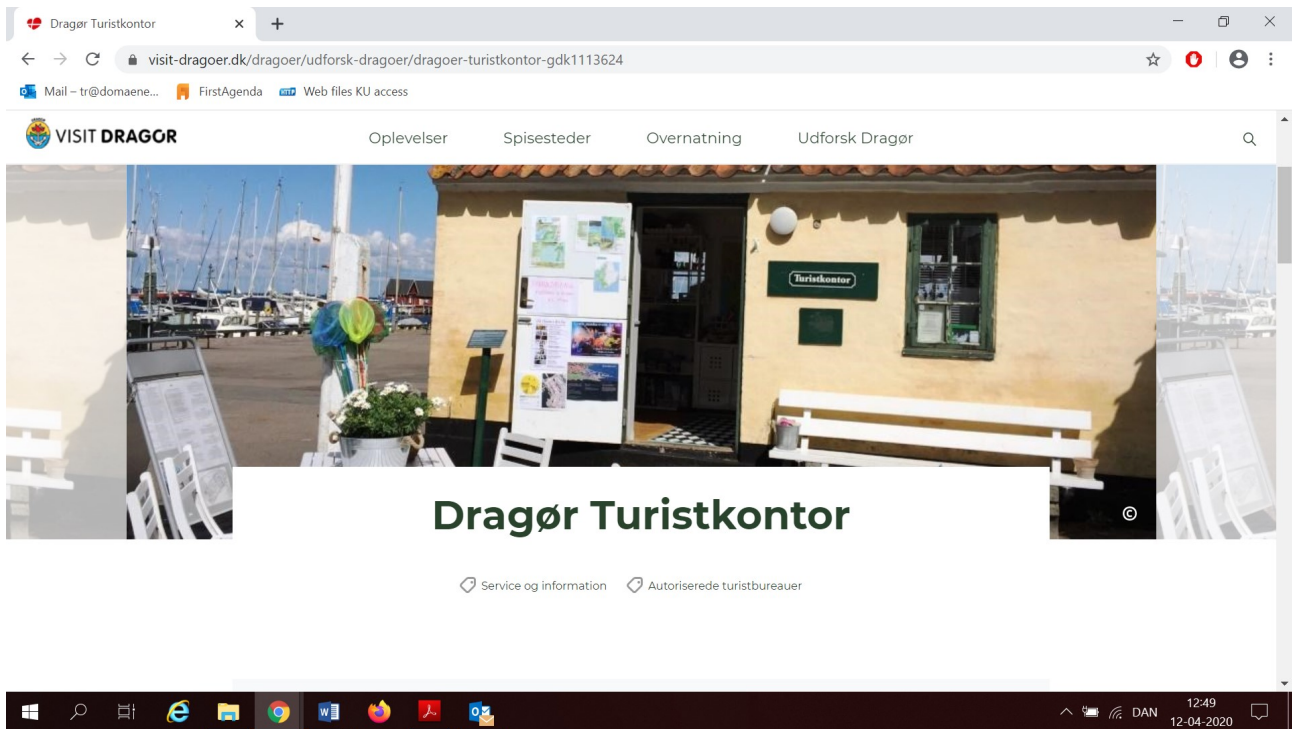 Dragør Turistkontor
visit-dragoer.dk/dragoer/udforsk-dragoer/dragoer-turistkontor-gdk1113624
Mail – tr@domaene... FirstAgenda Web files KU access
VISIT DRAGØR Oplevelser Spisesteder Overnatning Udforsk Dragør
Turistkontor
Dragør Turistkontor
©
Service og information Autoriserede turistbureauer
DAN 12:49
12-04-2020